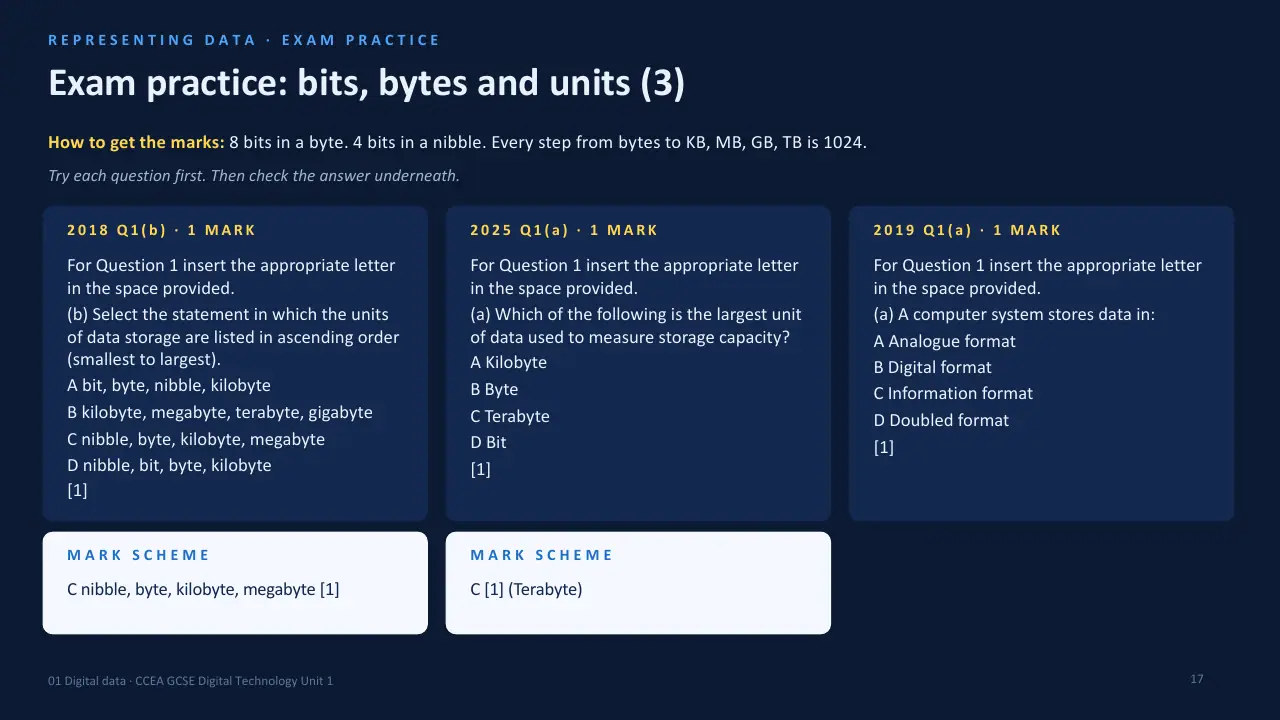 REPRESENTING DATA · EXAM PRACTICE
Exam practice: bits, bytes and units (3)
How to get the marks: 8 bits in a byte. 4 bits in a nibble. Every step from bytes to KB, MB, GB, TB is 1024.
Try each question first. Then check the answer underneath.
2018 Q1(b) · 1 MARK
For Question 1 insert the appropriate letter
in the space provided.
(b) Select the statement in which the units
of data storage are listed in ascending order
(smallest to largest).
A bit, byte, nibble, kilobyte
B kilobyte, megabyte, terabyte, gigabyte
C nibble, byte, kilobyte, megabyte
D nibble, bit, byte, kilobyte
[1]
MARK SCHEME
C nibble, byte, kilobyte, megabyte [1]
2025 Q1(a) · 1 MARK
For Question 1 insert the appropriate letter
in the space provided.
(a) Which of the following is the largest unit
of data used to measure storage capacity?
A Kilobyte
B Byte
C Terabyte
D Bit
[1]
MARK SCHEME
C [1] (Terabyte)
2019 Q1(a) · 1 MARK
For Question 1 insert the appropriate letter
in the space provided.
(a) A computer system stores data in:
A Analogue format
B Digital format
C Information format
D Doubled format
[1]
01 Digital data · CCEA GCSE Digital Technology Unit 1
17